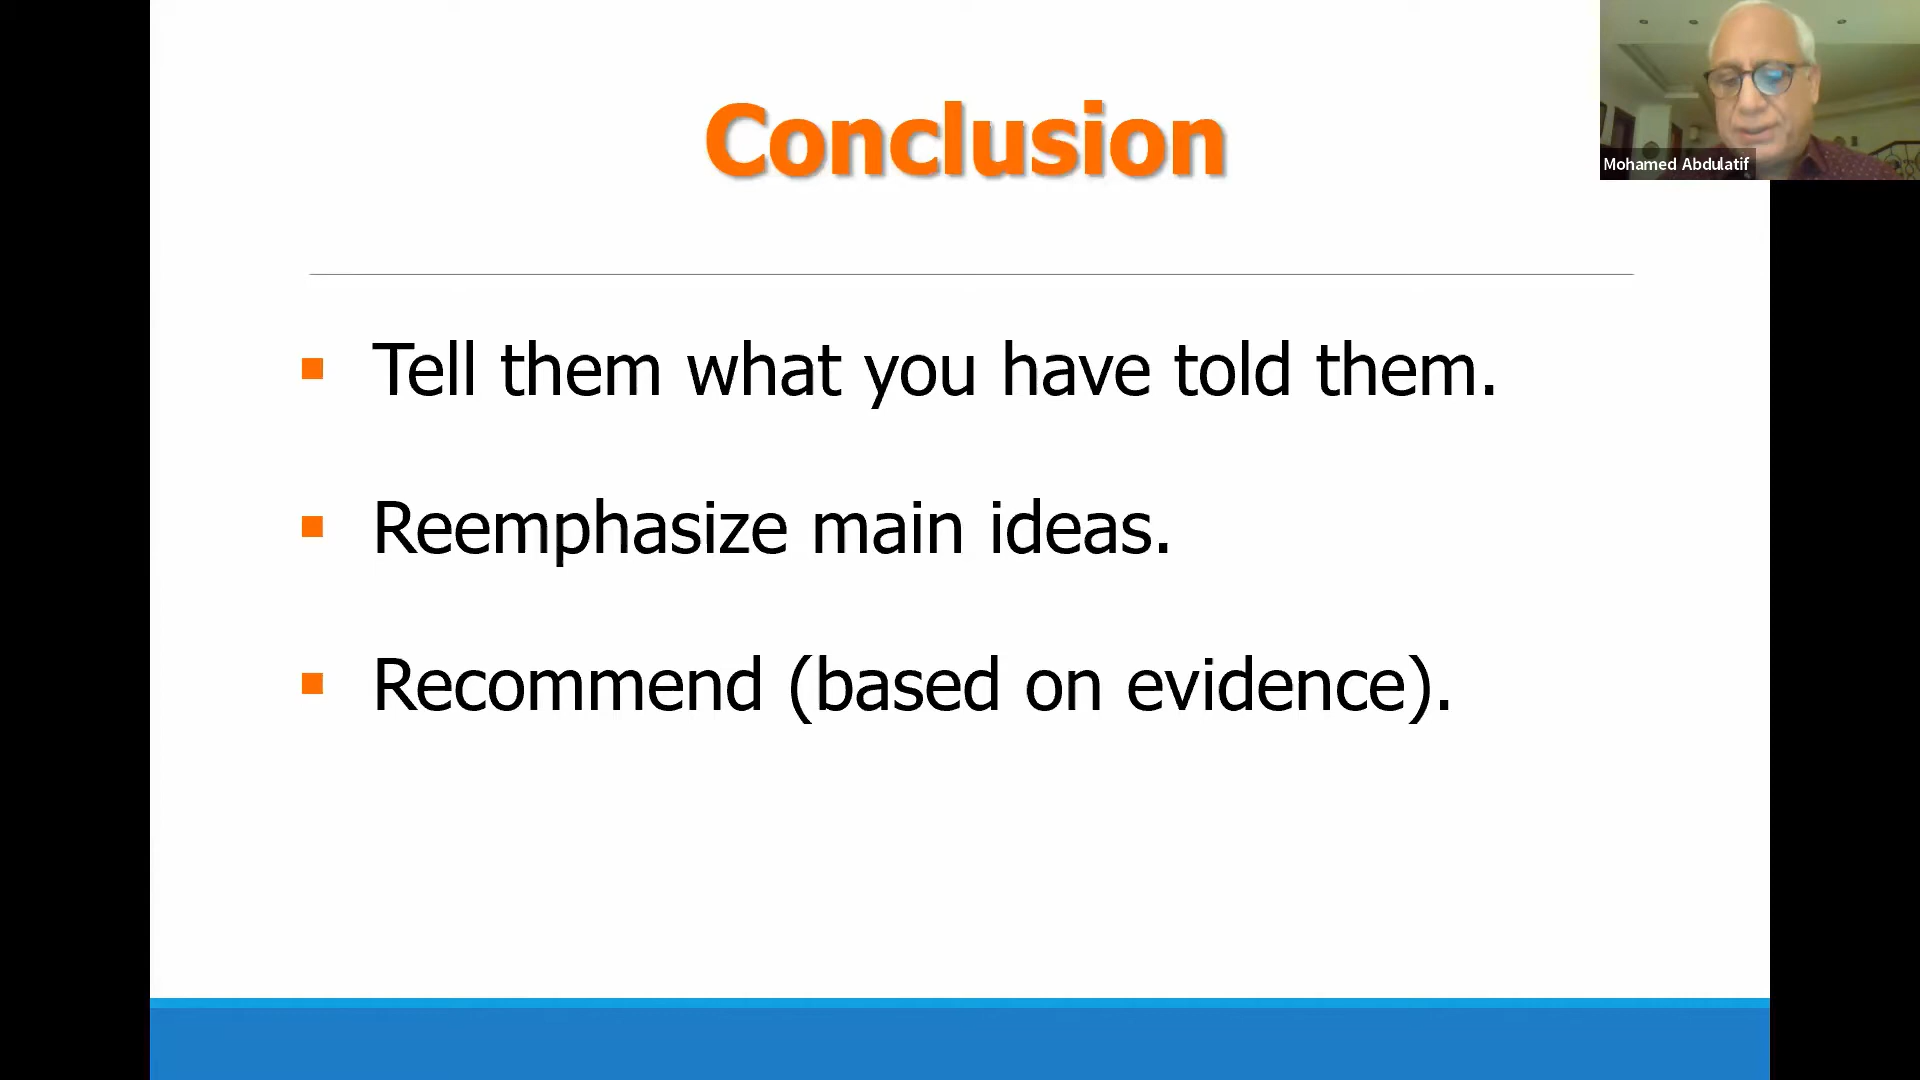 Conclusion
Mohamed Abdulatif
Tell them what you have told them.
Reemphasize main ideas.
Recommend (based on evidence).